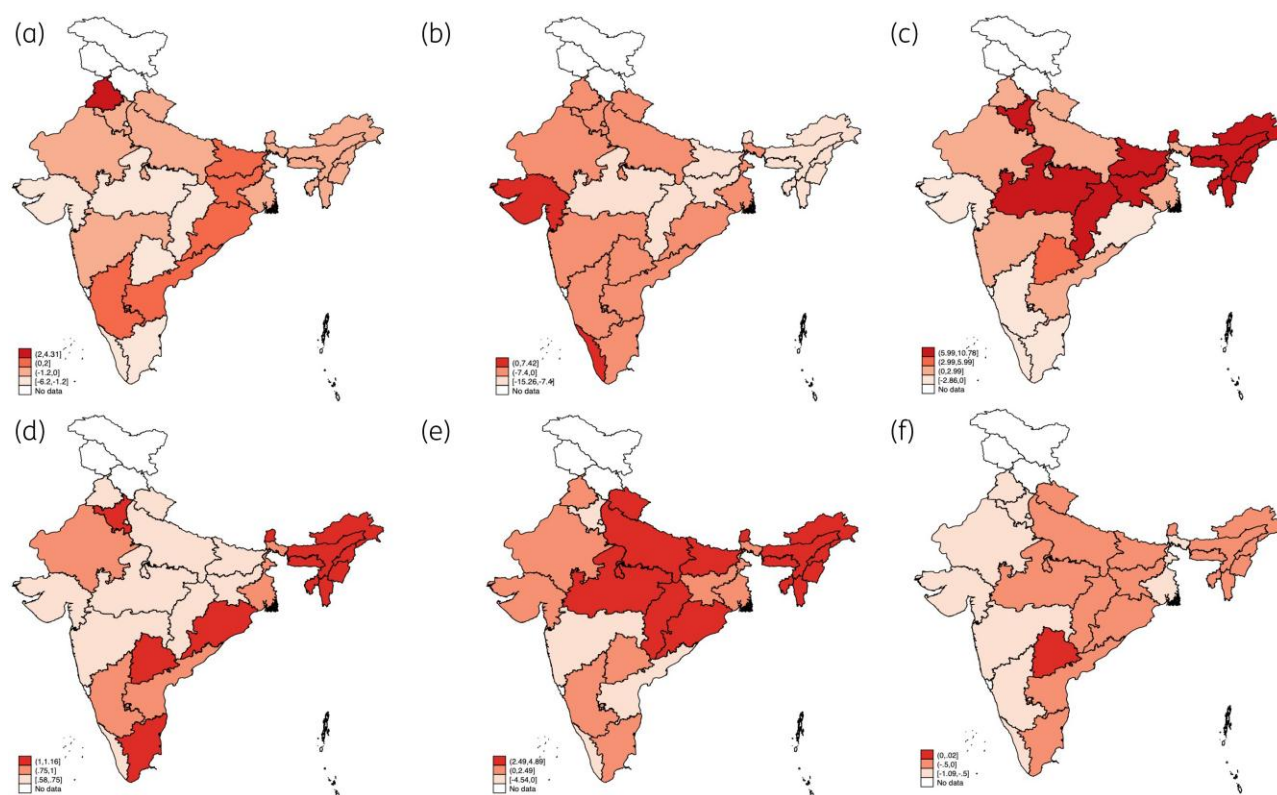 (a)
(2,4.31]
(0,2]
(-1.2,0]
[-6.2,-1.2]
No data
(b)
(0,7.42]
(-7.4,0]
[-15.26,-7.4]
No data
(c)
(5.99,10.78]
(2.99,5.99]
(0,2.99]
[-2.86,0]
No data
(d)
(1,1.16]
(.75,1]
[.58,.75]
No data
(e)
(2.49,4.89]
(0,2.49]
[-4.54,0]
No data
(f)
(0,.02]
(-.5,0]
[-1.09,-.5]
No data